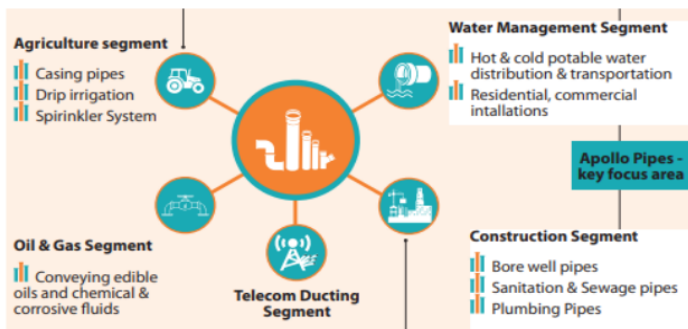 Agriculture segment
Casing pipes
Drip irrigation
Spirinkler System
Water Management Segment
Hot & cold potable water
distribution & transportation
Residential, commercial
intallations
Apollo Pipes -
key focus area
Oil & Gas Segment
Conveying edible
oils and chemical &
corrosive fluids
Telecom Ducting
Segment
Construction Segment
Bore well pipes
Sanitation & Sewage pipes
Plumbing Pipes